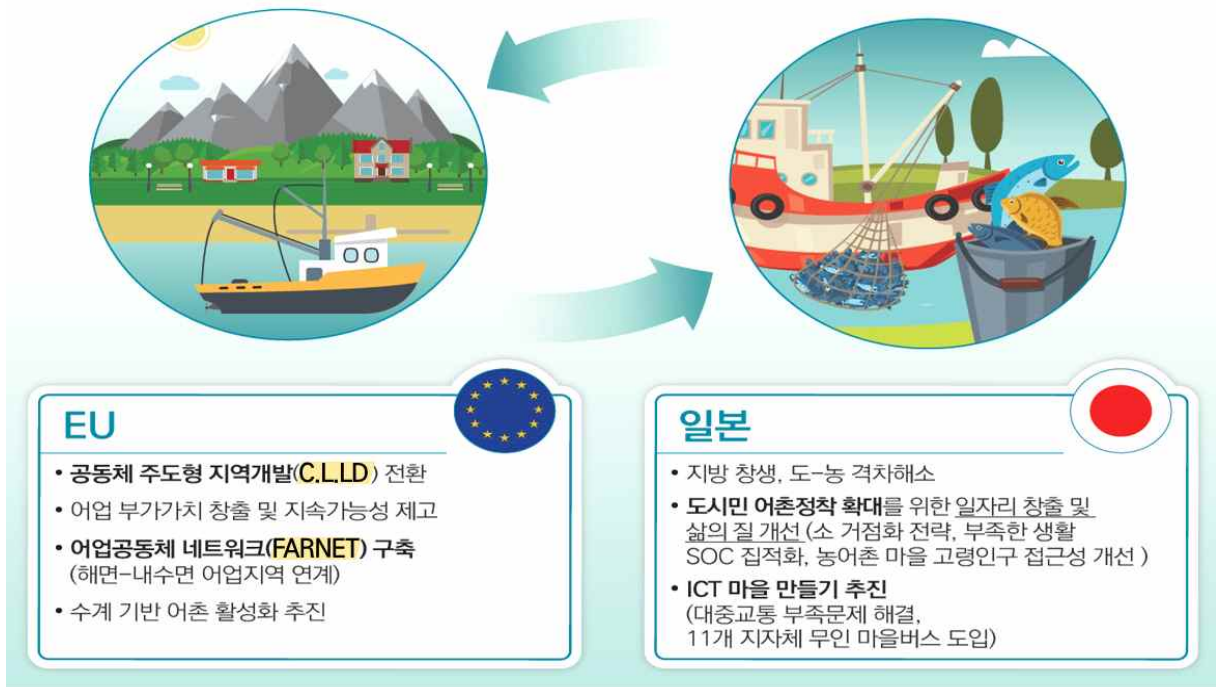 EU
• 공동체 주도형 지역개발(C.L.LD) 전환
• 어업 부가가치 창출 및 지속가능성 제고
• 어업공동체 네트워크(FARNET) 구축
(해면-내수면 어업지역 연계)
• 수계 기반 어촌 활성화 추진
일본
• 지방 창생, 도-농 격차해소
• 도시민 어촌정착 확대를 위한 일자리 창출 및
삶의 질 개선 (소 거점화 전략, 부족한 생활
SOC 집적화, 농어촌 마을 고령인구 접근성 개선 )
• ICT 마을 만들기 추진
(대중교통 부족문제 해결,
11개 지자체 무인 마을버스 도입)